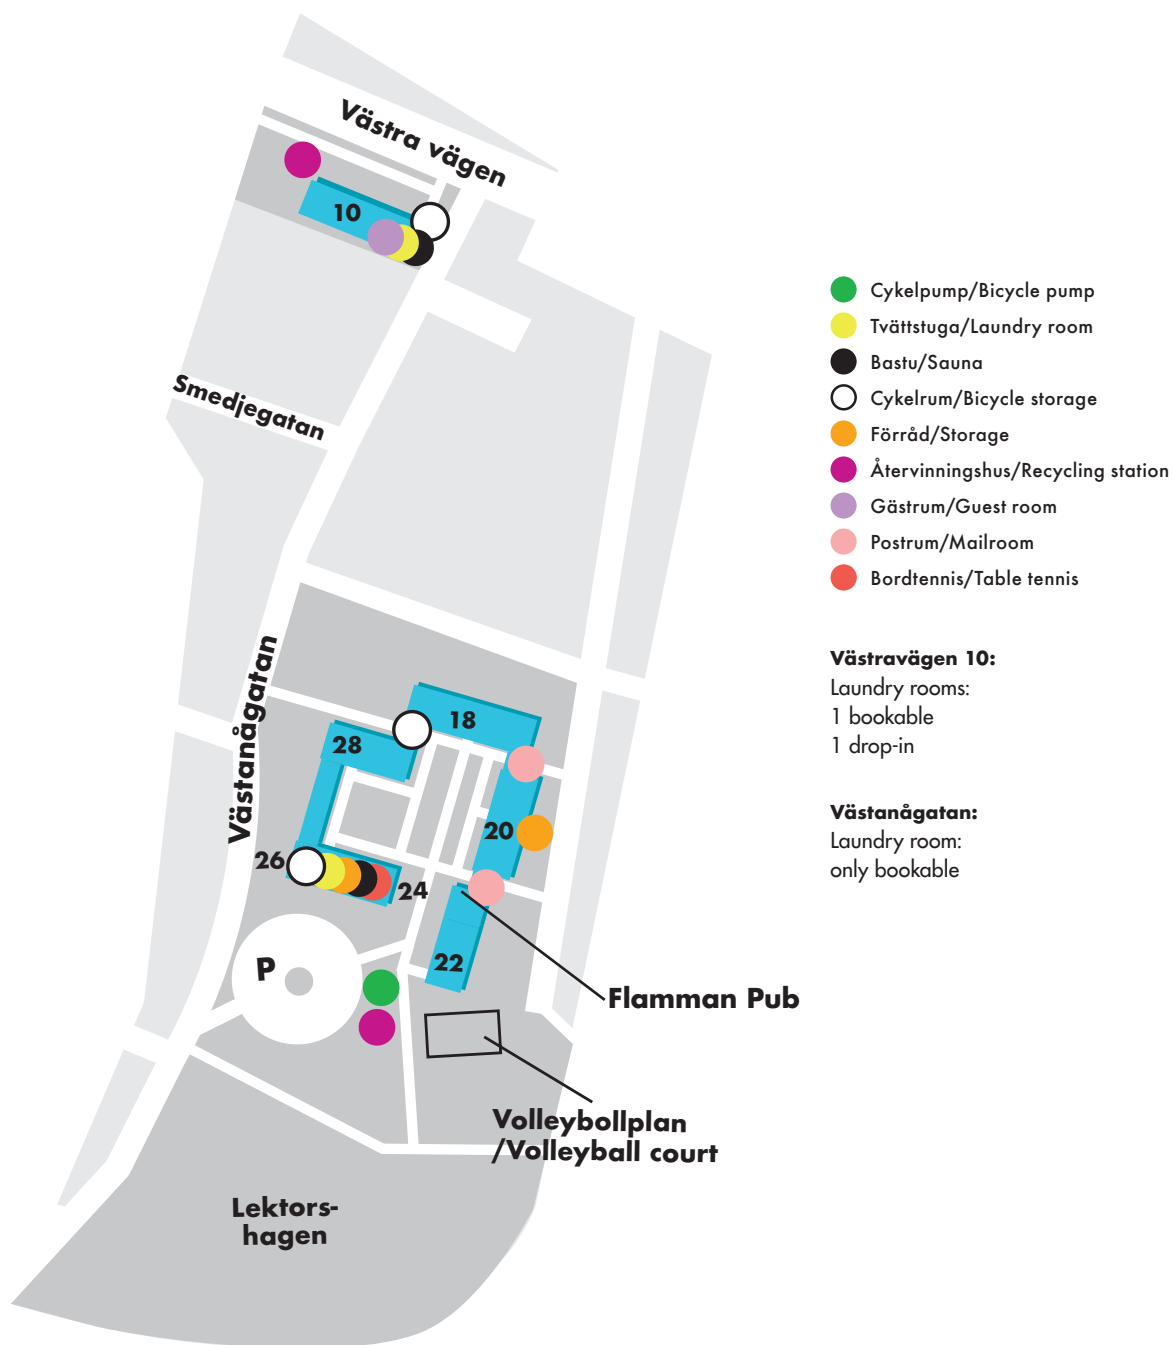 Västra vägen
10
Smedjegatan
Västanågatan
18
28
20
26
24
22
P
Flamman Pub
Volleybollplan
/Volleyball court
Lektors-
hagen
Cykelpump/Bicycle pump
Tvättstuga/Laundry room
Bastu/Sauna
Cykelrum/Bicycle storage
Förråd/Storage
Återvinningshus/Recycling station
Gästrum/Guest room
Postrum/Mailroom
Bordtennis/Table tennis
Västravägen 10:
Laundry rooms:
1 bookable
1 drop-in
Västanågatan:
Laundry room:
only bookable